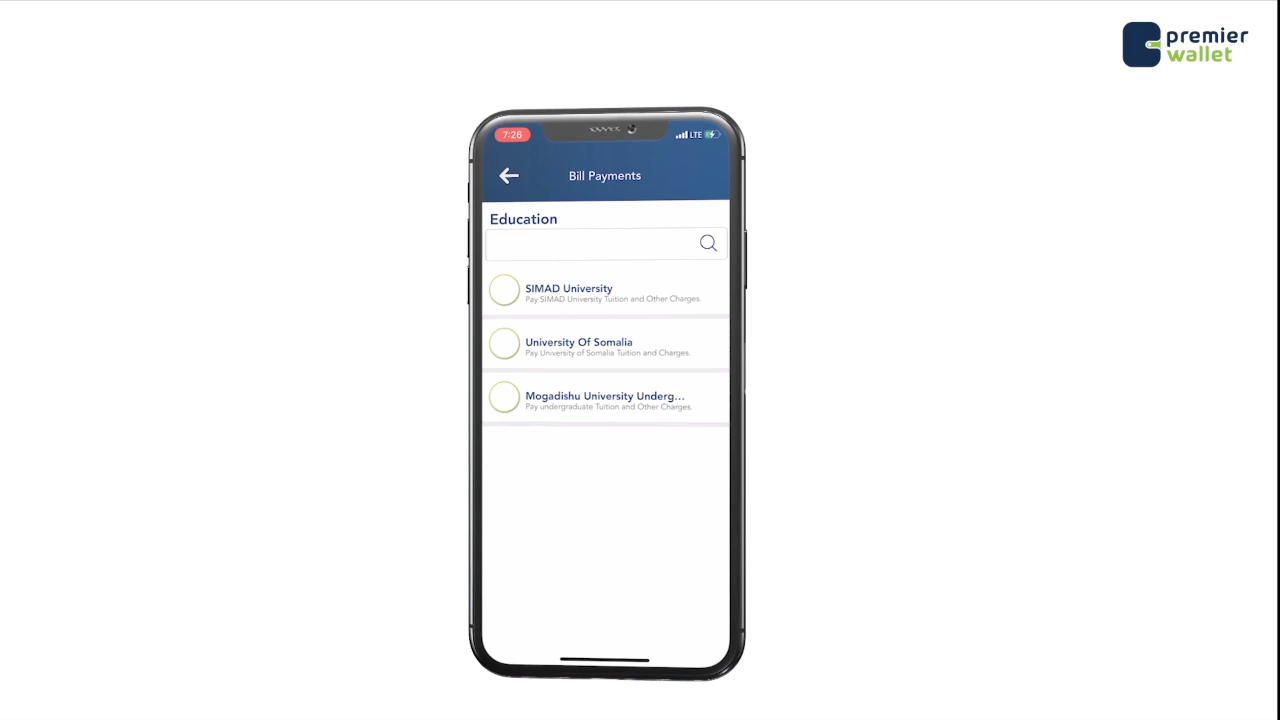 premier
wallet
7:26
LTE
Bill Payments
Education
SIMAD University
Pay SIMAD University Tuition and Other Charges.
University Of Somalia
Pay University of Somalia Tuition and Charges.
Mogadishu University Underg...
Pay undergraduate Tuition and Other Charges.